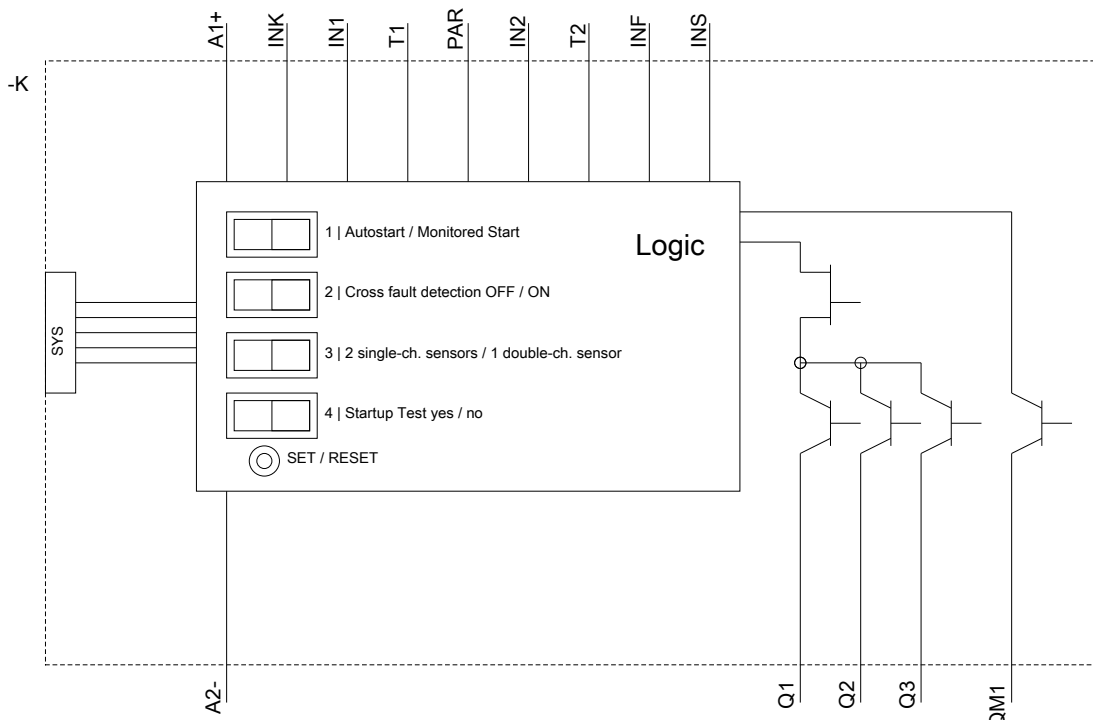 A1+ INK IN1 T1 PAR IN2 T2 INF INS
-K
1 | Autostart / Monitored Start
Logic
2 | Cross fault detection OFF / ON
SYS
3 | 2 single-ch. sensors / 1 double-ch. sensor
4 | Startup Test yes / no
SET / RESET
A2- Q1 Q2 Q3 QM1